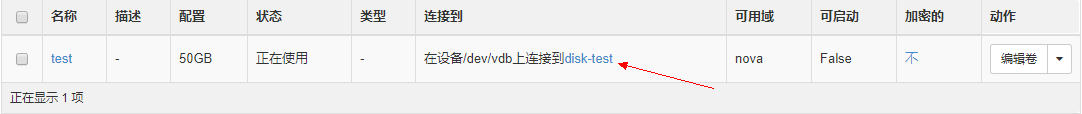 名称 描述 配置 状态 类型 连接到 可用域 可启动 加密的 动作
test - 50GB 正在使用 - 在设备/dev/vdb上连接到disk-test nova False 不 编辑卷
正在显示 1 项